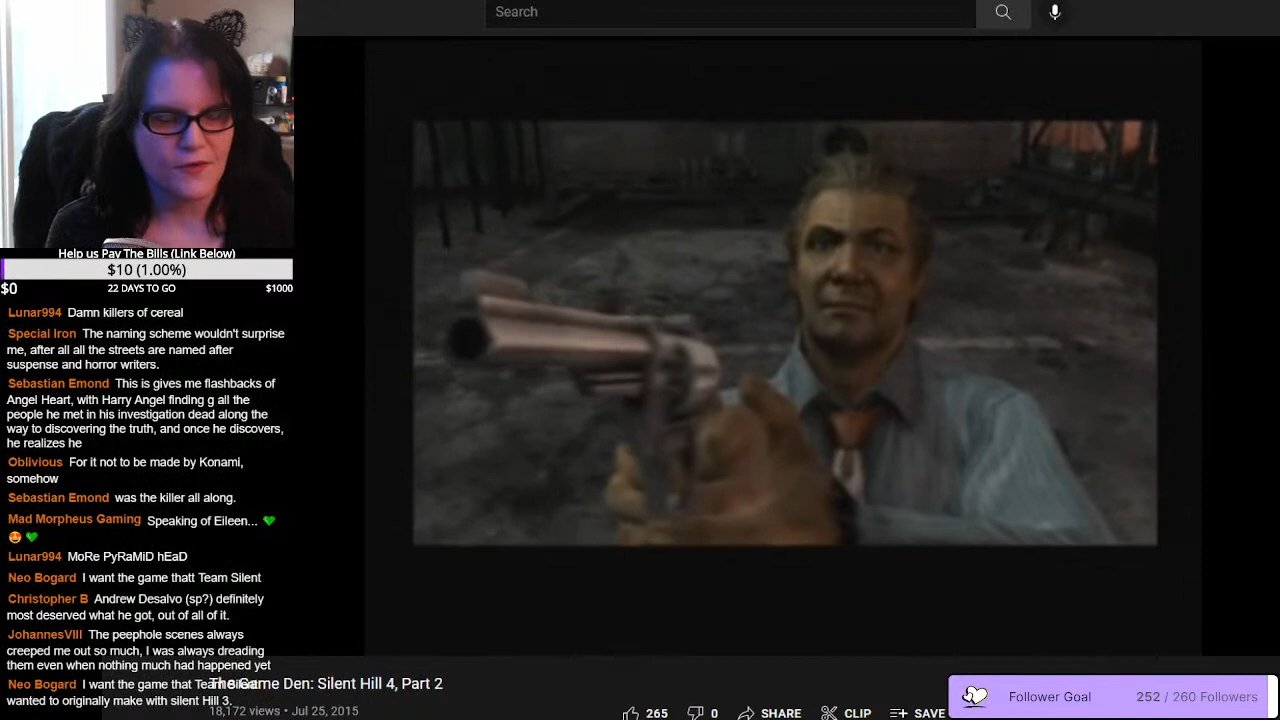 Search
Help us Pay The Bills (Link Below)
$10 (1.00%)
$0 22 DAYS TO GO $1000
Lunar994 Damn killers of cereal
Special Iron The naming scheme wouldn't surprise
me, after all all the streets are named after
suspense and horror writers.
Sebastian Emond This is gives me flashbacks of
Angel Heart, with Harry Angel finding g all the
people he met in his investigation dead along the
way to discovering the truth, and once he discovers,
he realizes he
Oblivious For it not to be made by Konami,
somehow
Sebastian Emond was the killer all along.
Mad Morpheus Gaming Speaking of Eileen... 💚
😍💚
Lunar994 MoRe PyRaMiD hEaD
Neo Bogard I want the game thatt Team Silent
Christopher B Andrew Desalvo (sp?) definitely
most deserved what he got, out of all of it.
JohannesVIII The peephole scenes always
creeped me out so much, I was always dreading
them even when nothing much had happened yet
Neo Bogard I want the game that Team Silent
wanted to originally make with silent Hill 3.
The Game Den: Silent Hill 4, Part 2
18,172 views • Jul 25, 2015
265 0 SHARE CLIP SAVE
Follower Goal 252 / 260 Followers